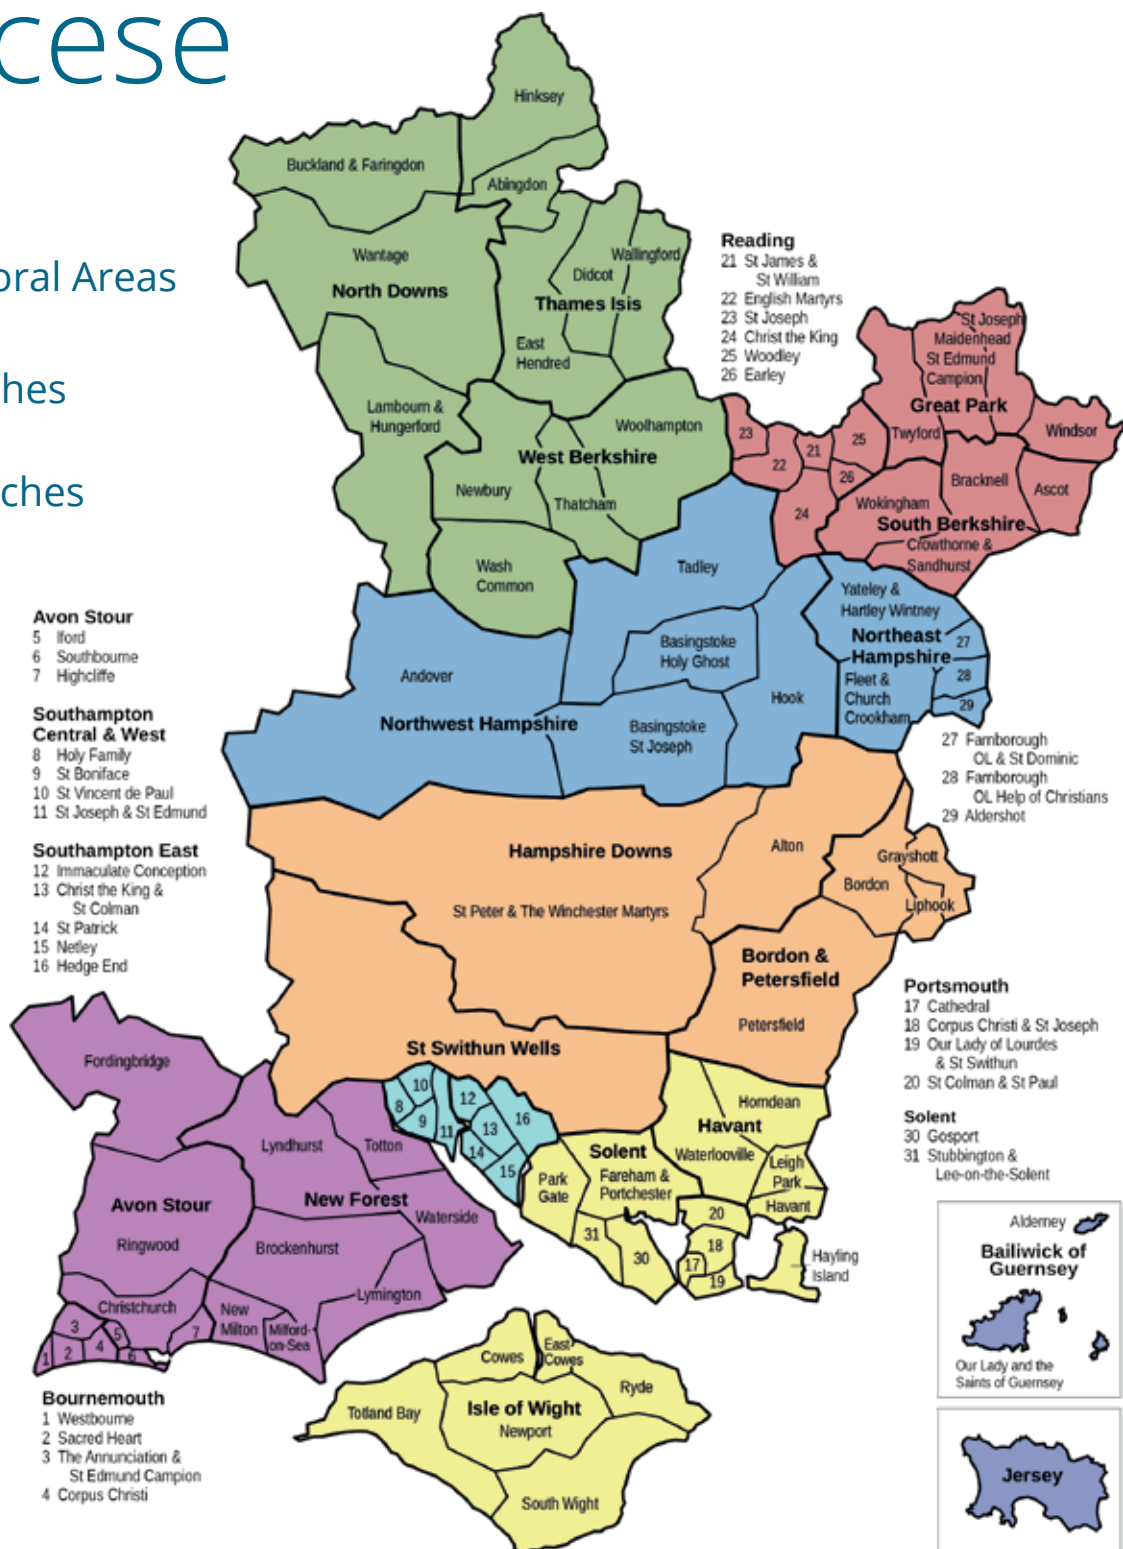 cese
oral Areas
hes
ches
Hinksey
Buckland & Faringdon
Abingdon
Wantage
North Downs
Wallingford
Didcot
Thames Isis
East
Hendred
Lambourn &
Hungerford
Woolhampton
West Berkshire
Newbury
Thatcham
Wash
Common
Reading
21 St James &
St William
22 English Martyrs
23 St Joseph
24 Christ the King
25 Woodley
26 Earley
St Joseph
Maidenhead
St Edmund
Campion
Great Park
Twyford
Windsor
23
22
21
25
26
24
Bracknell
Ascot
Wokingham
South Berkshire
Crowthorne &
Sandhurst
Tadley
Yateley &
Hartley Wintney
Northeast
Hampshire
27
28
29
Fleet &
Church
Crookham
Basingstoke
Holy Ghost
Andover
Hook
Northwest Hampshire
Basingstoke
St Joseph
27 Farnborough
OL & St Dominic
28 Farnborough
OL Help of Christians
29 Aldershot
Avon Stour
5 Iford
6 Southbourne
7 Highcliffe
Southampton
Central & West
8 Holy Family
9 St Boniface
10 St Vincent de Paul
11 St Joseph & St Edmund
Southampton East
12 Immaculate Conception
13 Christ the King &
St Colman
14 St Patrick
15 Netley
16 Hedge End
Hampshire Downs
Alton
Grayshott
Bordon
Liphook
St Peter & The Winchester Martyrs
Bordon &
Petersfield
Petersfield
St Swithun Wells
Portsmouth
17 Cathedral
18 Corpus Christi & St Joseph
19 Our Lady of Lourdes
& St Swithun
20 St Colman & St Paul
Solent
30 Gosport
31 Stubbington &
Lee-on-the-Solent
Fordingbridge
Lyndhurst
Totton
Avon Stour
New Forest
Waterside
Ringwood
Brockenhurst
Lymington
Christchurch
New
Milton
Milford-
on-Sea
1
2
3
4
5
6
7
8
9
10
11
12
13
14
15
16
Horndean
Havant
Waterlooville
Leigh
Park
Havant
Solent
Fareham &
Portchester
Park
Gate
31
30
20
18
17
19
Hayling
Island
Bournemouth
1 Westbourne
2 Sacred Heart
3 The Annunciation &
St Edmund Campion
4 Corpus Christi
Cowes
East
Cowes
Ryde
Totland Bay
Isle of Wight
Newport
South Wight
Alderney
Bailiwick of
Guernsey
Our Lady and the
Saints of Guernsey
Jersey